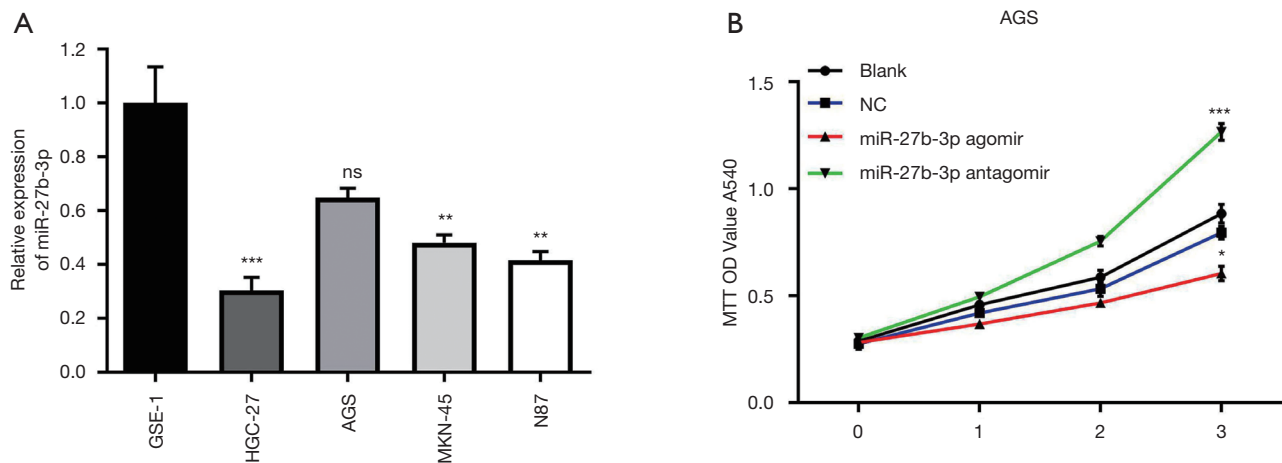 A
Relative expression
of miR-27b-3p
1.2
1.0
0.8
0.6
0.4
0.2
0.0
***
ns
**
**
GSE-1
HGC-27
AGS
MKN-45
N87
B
AGS
MTT OD Value A540
1.5
1.0
0.5
0.0
Blank
NC
miR-27b-3p agomir
miR-27b-3p antagomir
***
*
0
1
2
3